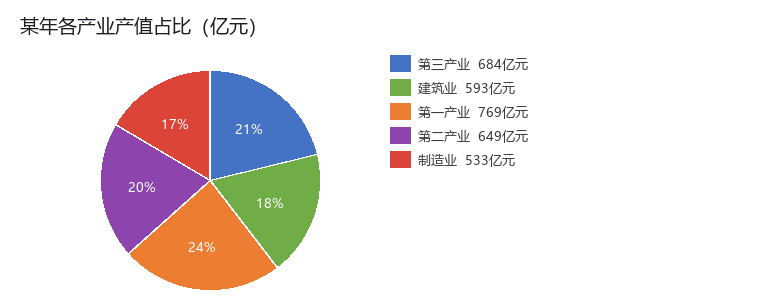 某年各产业产值占比（亿元）
第三产业 684亿元
建筑业 593亿元
第一产业 769亿元
第二产业 649亿元
制造业 533亿元
21%
18%
24%
20%
17%